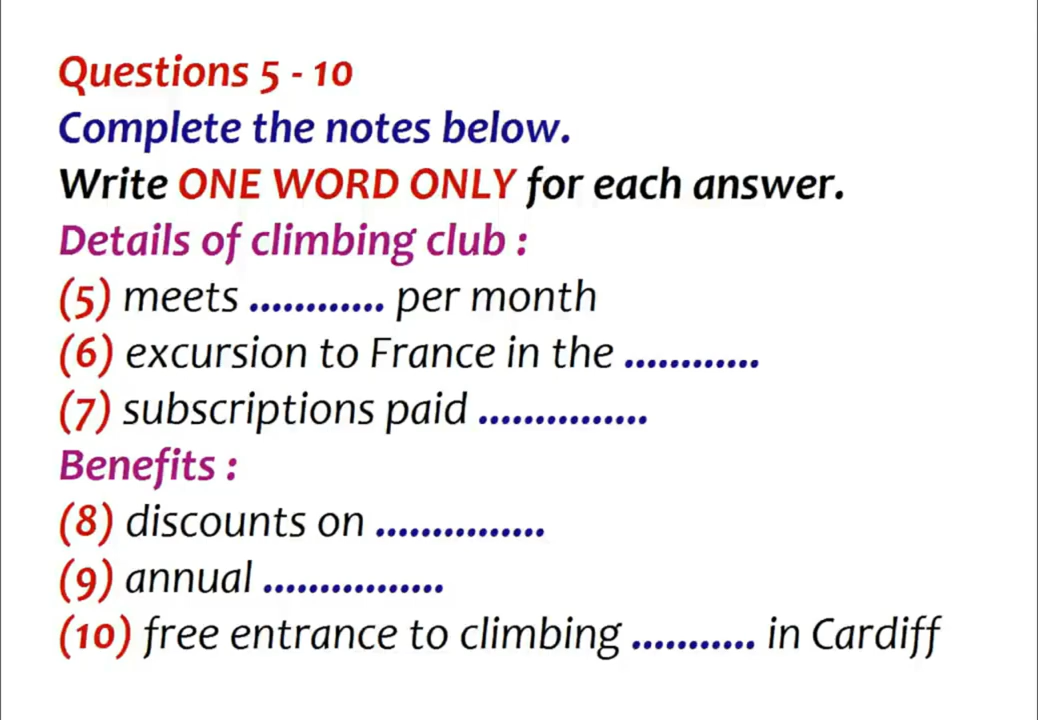 Questions 5 - 10
Complete the notes below.
Write ONE WORD ONLY for each answer.
Details of climbing club :
(5) meets ............ per month
(6) excursion to France in the ............
(7) subscriptions paid ...............
Benefits :
(8) discounts on ...............
(9) annual ................
(10) free entrance to climbing ........... in Cardiff